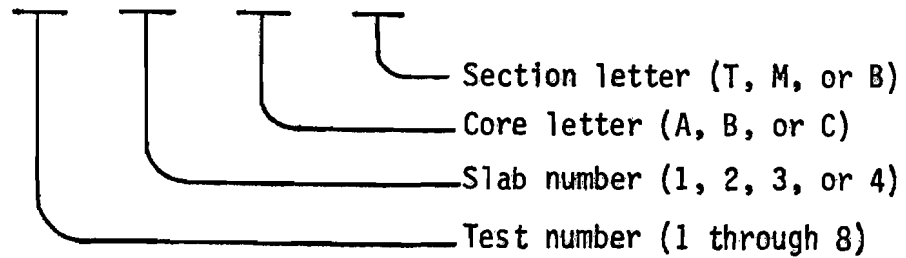 Section letter (T, M, or B)
Core letter (A, B, or C)
Slab number (1, 2, 3, or 4)
Test number (1 through 8)